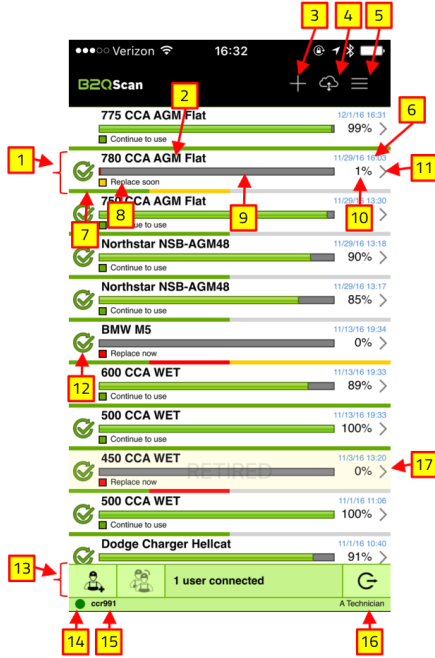 3
4
5
Verizon 16:32
B2QScan
2
6
775 CCA AGM Flat 12/1/16 16:31
99%
Continue to use
1
780 CCA AGM Flat 11/29/16 16:03
1%
11
Replace soon
7
8
9
10
750 CCA AGM Flat 11/29/16 13:30
Continue to use
Northstar NSB-AGM48 11/29/16 13:18
90%
Continue to use
Northstar NSB-AGM48 11/29/16 13:17
85%
Continue to use
BMW M5 11/13/16 19:34
0%
Replace now
12
600 CCA WET 11/13/16 19:33
89%
Continue to use
500 CCA WET 11/13/16 19:33
100%
Continue to use
450 CCA WET 11/3/16 13:20
RETIRED 0%
17
Replace now
500 CCA WET 11/1/16 11:06
100%
Continue to use
Dodge Charger Hellcat 11/1/16 10:40
91%
13
1 user connected
ccr991 A Technician
14
15
16